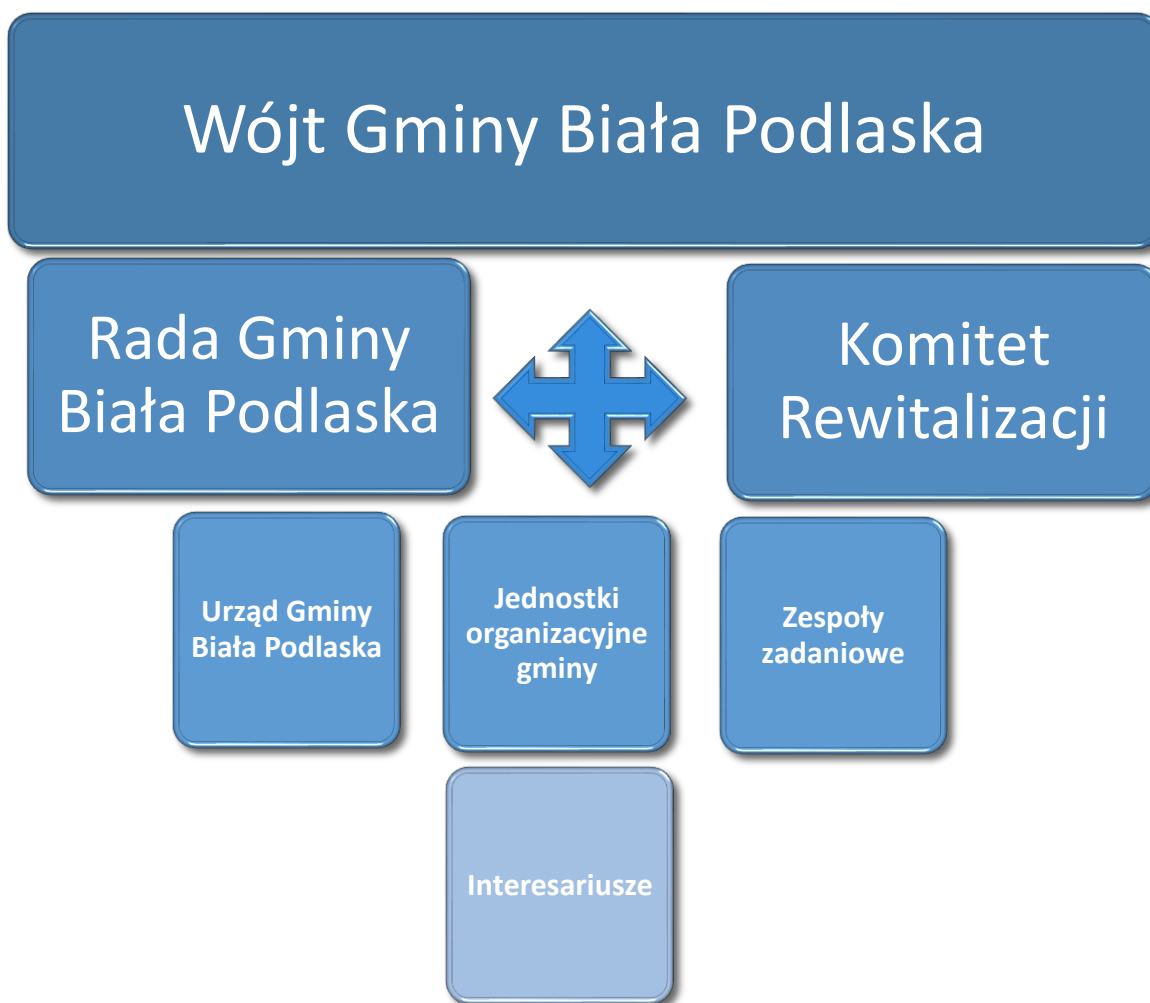 Wójt Gminy Biała Podlaska
Rada Gminy
Biała Podlaska
Komitet
Rewitalizacji
Urząd Gminy
Biała Podlaska
Jednostki
organizacyjne
gminy
Zespoły
zadaniowe
Interesariusze